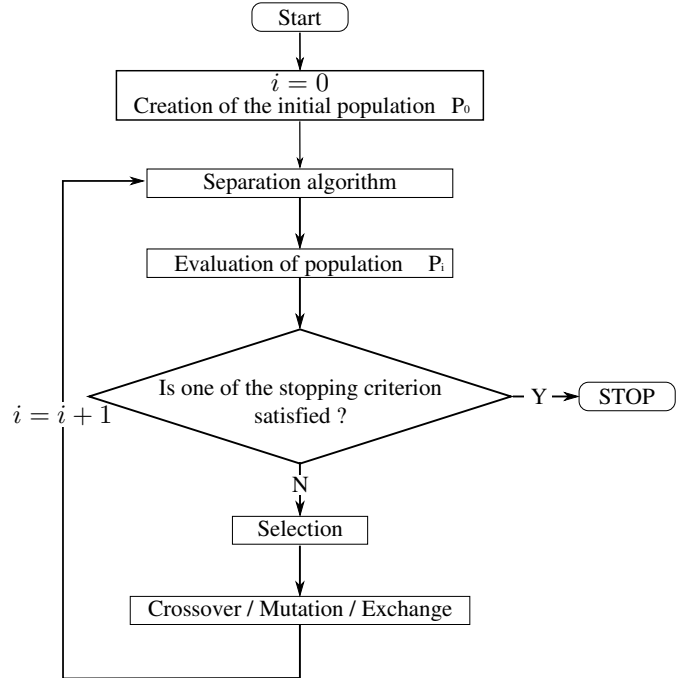 Start
i = 0
Creation of the initial population P₀
Separation algorithm
Evaluation of population Pᵢ
Is one of the stopping criterion
satisfied ?
Y
STOP
i = i + 1
N
Selection
Crossover / Mutation / Exchange